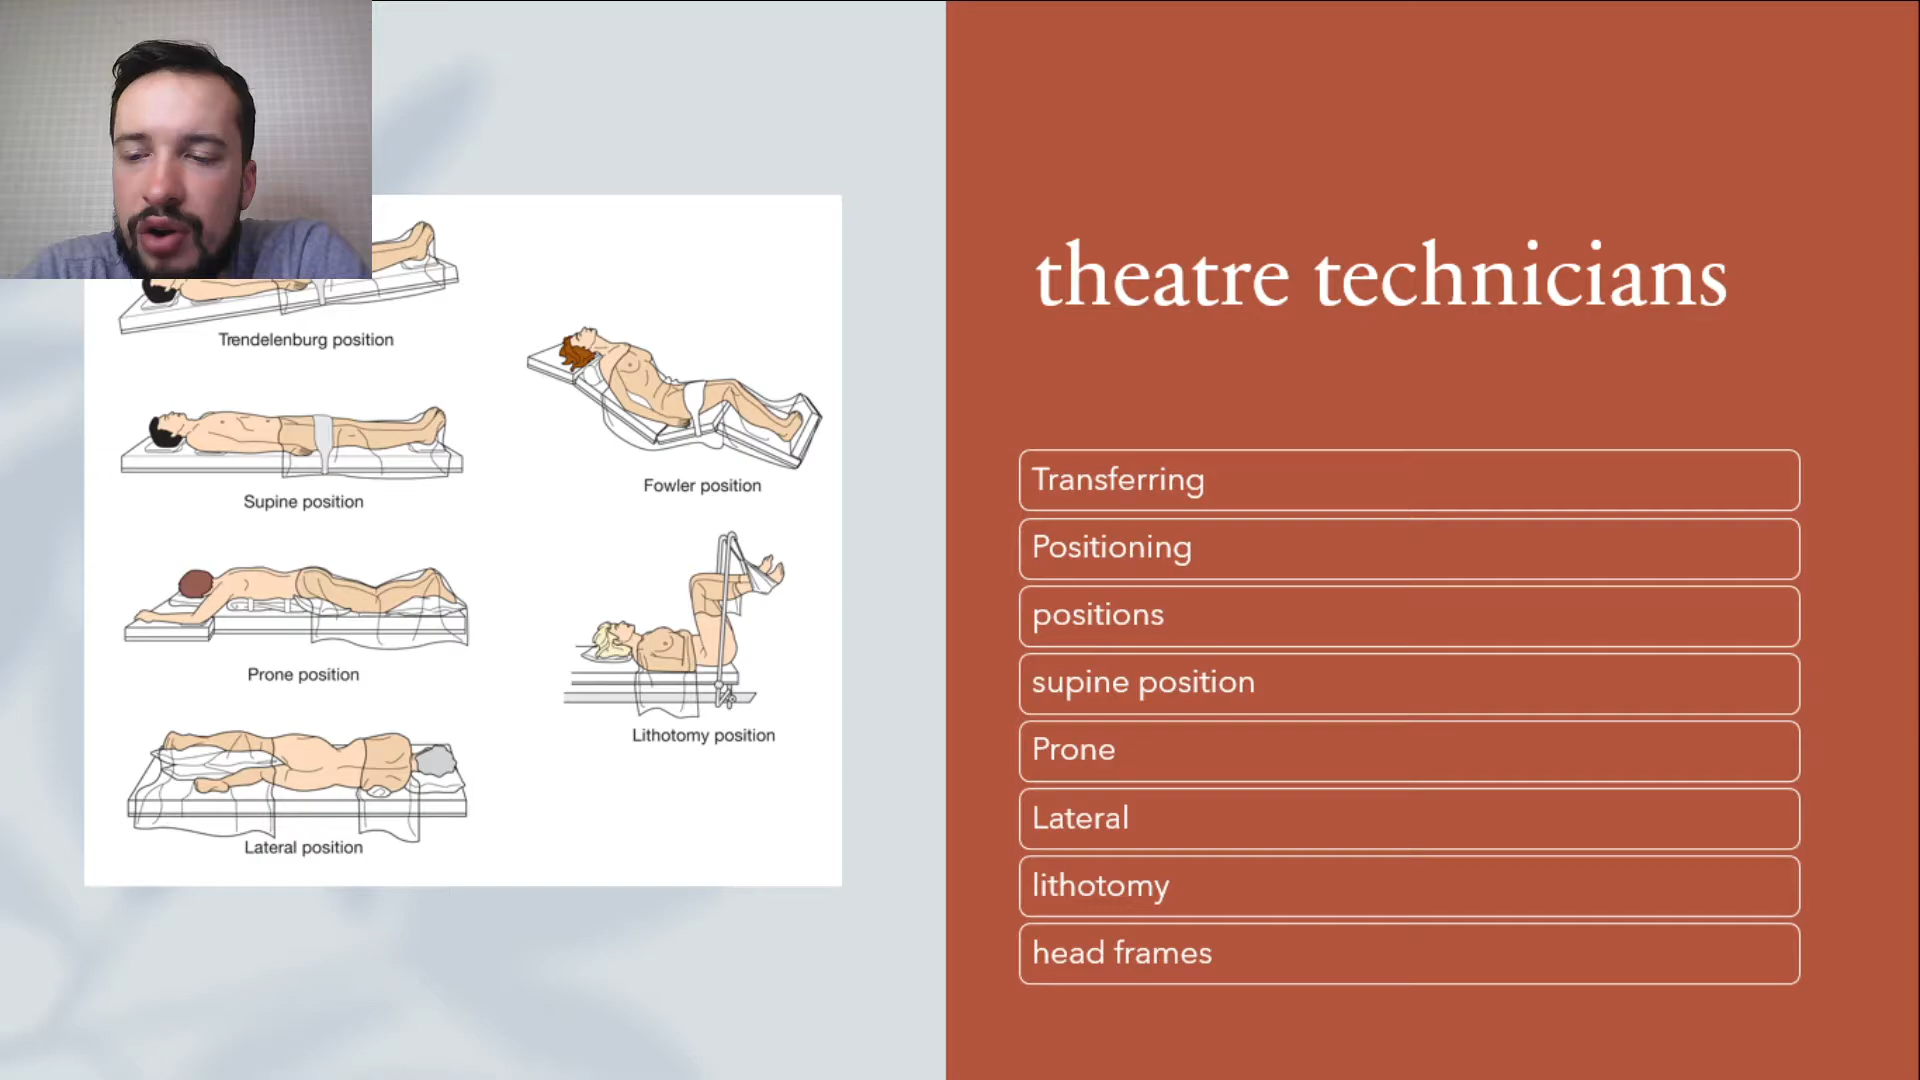 Trendelenburg position
Supine position
Prone position
Lateral position
Fowler position
Lithotomy position
theatre technicians
Transferring
Positioning
positions
supine position
Prone
Lateral
lithotomy
head frames